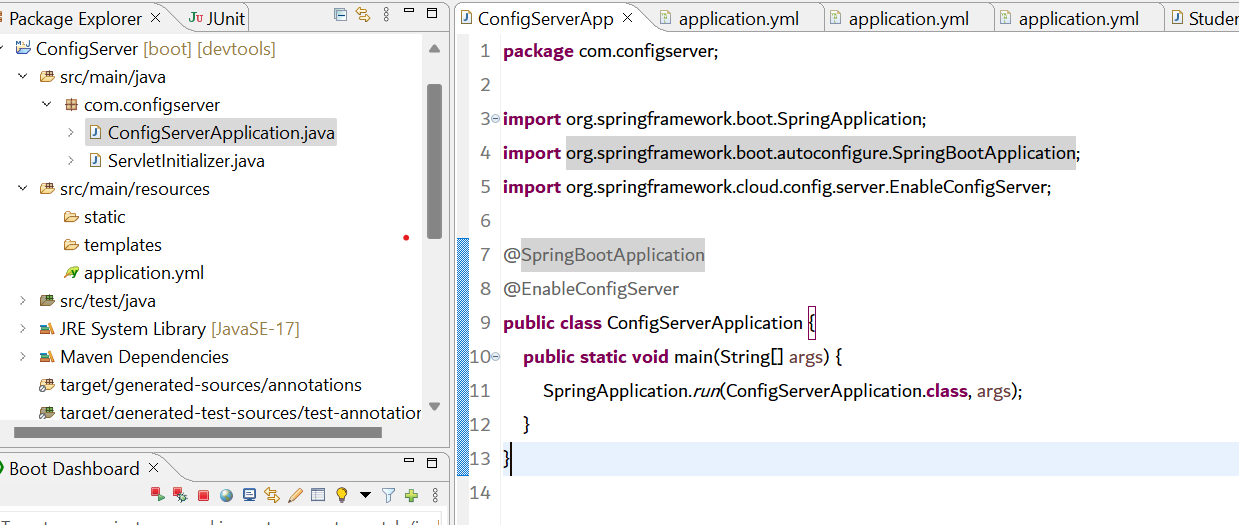 Package Explorer
JUnit
ConfigServer [boot] [devtools]
src/main/java
com.configserver
ConfigServerApplication.java
ServletInitializer.java
src/main/resources
static
templates
application.yml
src/test/java
JRE System Library [JavaSE-17]
Maven Dependencies
target/generated-sources/annotations
target/generated-test-sources/test-annotation
Boot Dashboard
ConfigServerApp
application.yml
application.yml
application.yml
Studen
1 package com.configserver;
2
3 import org.springframework.boot.SpringApplication;
4 import org.springframework.boot.autoconfigure.SpringBootApplication;
5 import org.springframework.cloud.config.server.EnableConfigServer;
6
7 @SpringBootApplication
8 @EnableConfigServer
9 public class ConfigServerApplication {
10 public static void main(String[] args) {
11 SpringApplication.run(ConfigServerApplication.class, args);
12 }
13 }
14